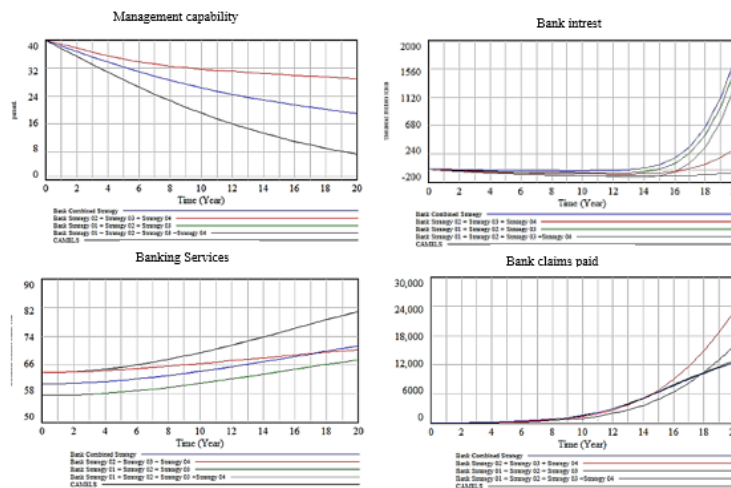 Management capability
40
32
24
16
8
0
0 2 4 6 8 10 12 14 16 18 20
Time (Year)
Bank Combined Strategy
Bank Strategy 02 + Strategy 03 + Strategy 04
Bank Strategy 01 + Strategy 02 + Strategy 03
Bank Strategy 01 + Strategy 02 + Strategy 03 +Strategy 04
CAMELS
Bank intrest
2000
1560
1120
680
240
-200
0 2 4 6 8 10 12 14 16 18
Time (Year)
Bank Combined Strategy
Bank Strategy 02 + Strategy 03 + Strategy 04
Bank Strategy 01 + Strategy 02 + Strategy 03
Bank Strategy 01 + Strategy 02 + Strategy 03 +Strategy 04
CAMELS
Banking Services
90
82
74
66
58
50
0 2 4 6 8 10 12 14 16 18 20
Time (Year)
Bank Combined Strategy
Bank Strategy 02 + Strategy 03 + Strategy 04
Bank Strategy 01 + Strategy 02 + Strategy 03
Bank Strategy 01 + Strategy 02 + Strategy 03 +Strategy 04
CAMELS
Bank claims paid
30,000
24,000
18,000
12,000
6000
0
0 2 4 6 8 10 12 14 16 18 20
Time (Year)
Bank Combined Strategy
Bank Strategy 02 + Strategy 03 + Strategy 04
Bank Strategy 01 + Strategy 02 + Strategy 03
Bank Strategy 01 + Strategy 02 + Strategy 03 +Strategy 04
CAMELS